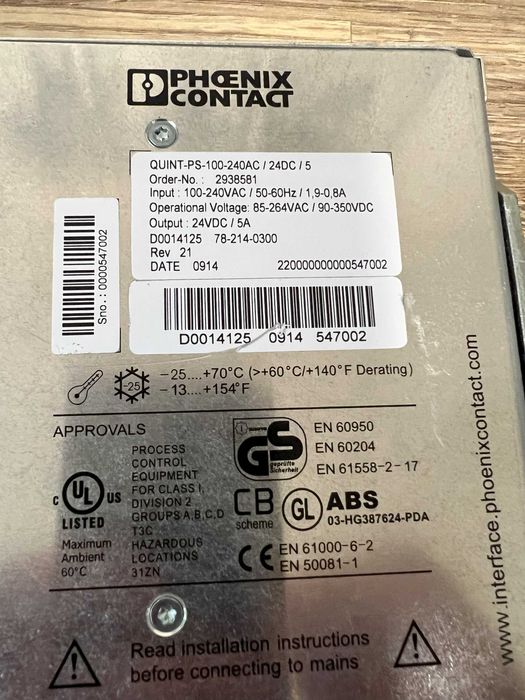 PHŒNIX
CONTACT
QUINT-PS-100-240AC / 24DC / 5
Order-No.: 2938581
Input : 100-240VAC / 50-60Hz / 1,9-0,8A
Operational Voltage: 85-264VAC / 90-350VDC
Output : 24VDC / 5A
D0014125 78-214-0300
Rev 21
DATE 0914 220000000000547002
Sno.: 0000547002
D0014125 0914 547002
-25
–25....+70°C (>+60°C/+140°F Derating)
–13....+154°F
APPROVALS
C UL US
LISTED
Maximum
Ambient
60°C
PROCESS
CONTROL
EQUIPMENT
FOR CLASS I,
DIVISION 2
GROUPS A,B,C,D
T3C
HAZARDOUS
LOCATIONS
31ZN
GS
geprüfte
Sicherheit
EN 60950
EN 60204
EN 61558-2-17
CB
scheme
GL
ABS
03-HG387624-PDA
CE
EN 61000-6-2
EN 50081-1
www.interface.phoenixcontact.com
Read installation instructions
before connecting to mains